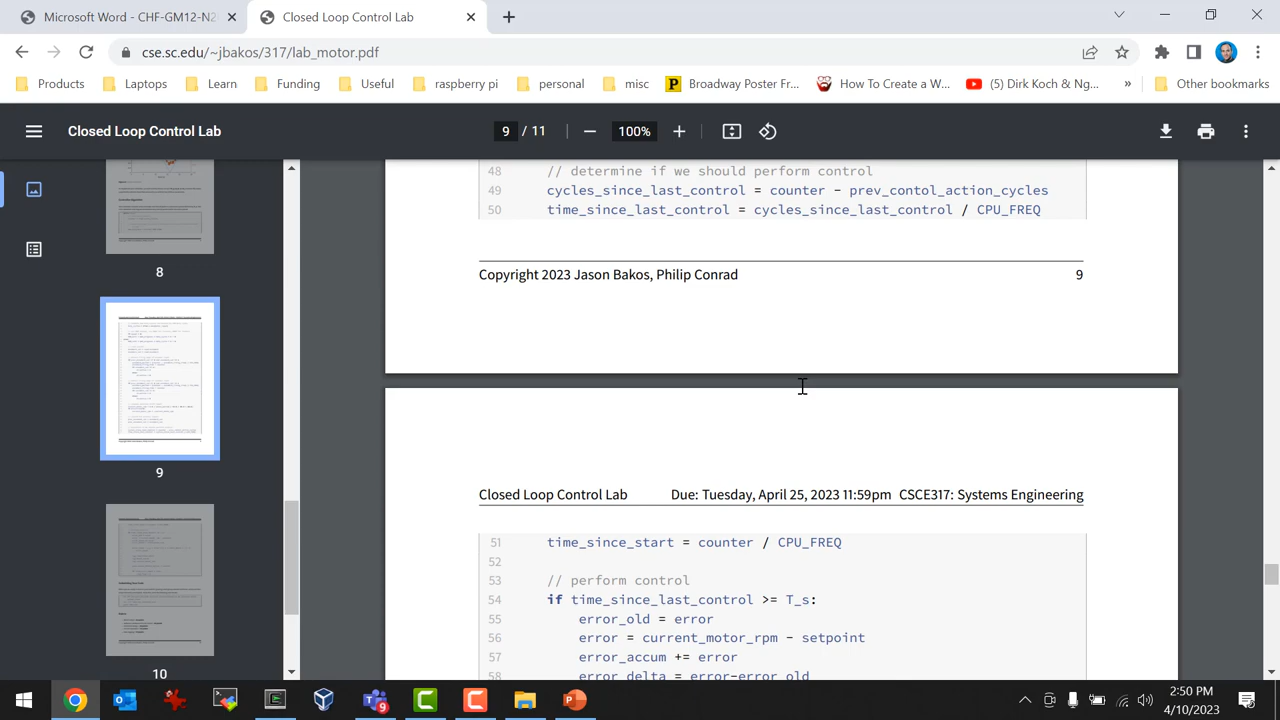 Microsoft Word - CHF-GM12-N2
Closed Loop Control Lab
cse.sc.edu/~jbakos/317/lab_motor.pdf
Products
Laptops
Learn
Funding
Useful
raspberry pi
personal
misc
Broadway Poster Fr...
How To Create a W...
(5) Dirk Koch & Ng...
»
Other bookmarks
Closed Loop Control Lab
9 / 11
100%
8
9
10
48 // determine if we should perform control
49 cycles_since_last_control = counter - prev_contol_action_cycles
50 time_since_last_control = cycles_since_last_control / CPU_FREQ
Copyright 2023 Jason Bakos, Philip Conrad 9
Closed Loop Control Lab Due: Tuesday, April 25, 2023 11:59pm CSCE317: Systems Engineering
51 time_since_start = counter / CPU_FREQ
52
53 // perform control
54 if time_since_last_control >= T_s:
55 error_old = error
56 error = current_motor_rpm - setpoint
57 error_accum += error
58 error_delta = error-error_old
9
2:50 PM
4/10/2023